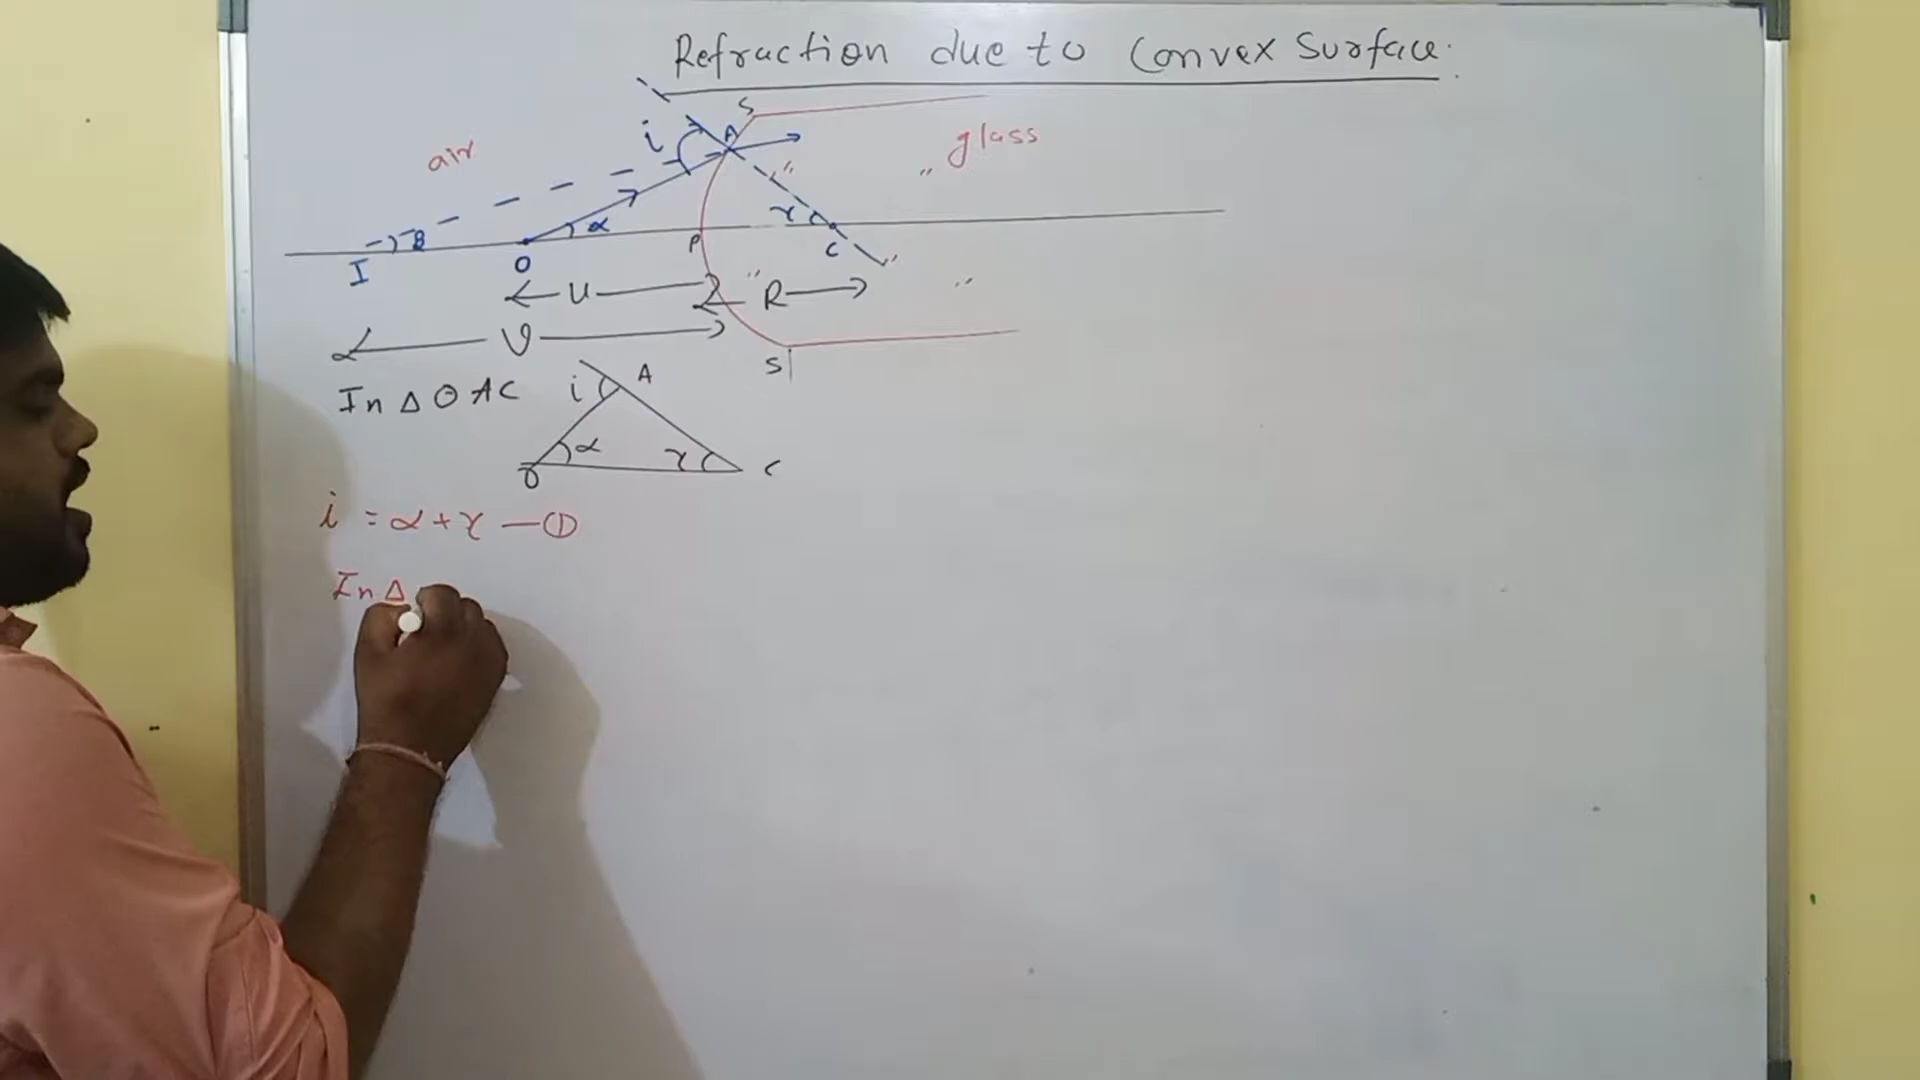 Refraction due to Convex Surface.
S
i A
air
glass
α γ
I B O P C
U R
V
S
In Δ OAC
i A
α γ
O C
i = α + γ — ①
In Δ